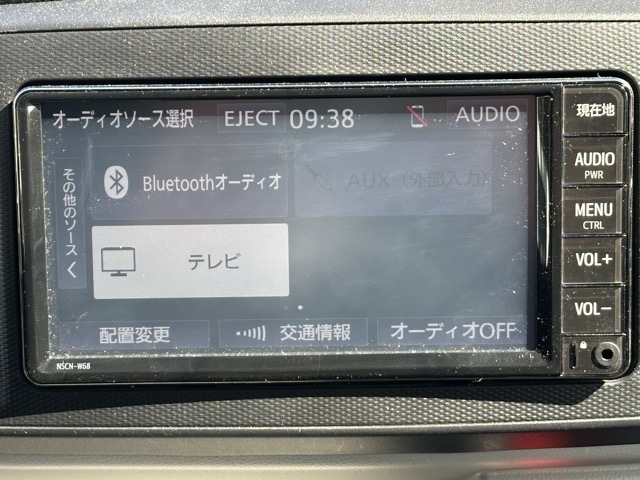 オーディオソース選択 EJECT 09:38 AUDIO
その他のソース
Bluetoothオーディオ
AUX (外部入力)
テレビ
配置変更
交通情報
オーディオOFF
現在地
AUDIO
PWR
MENU
CTRL
VOL+
VOL-
NSCN-W68